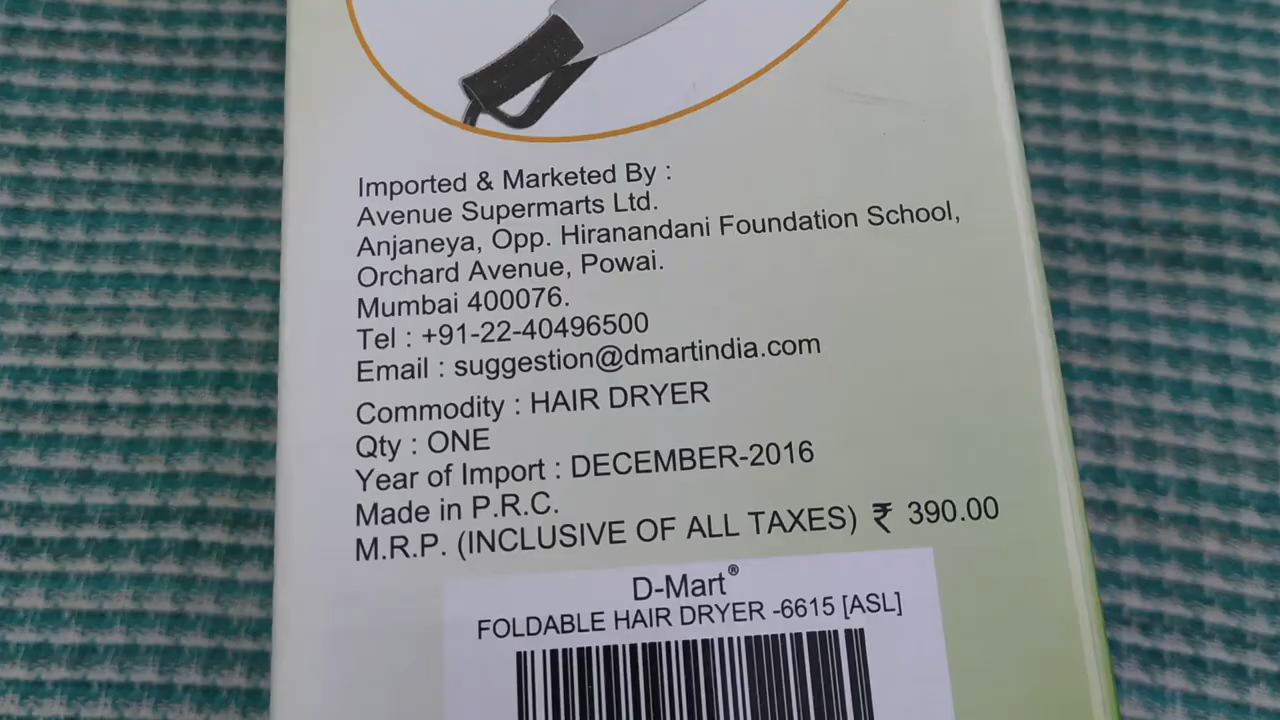 Imported & Marketed By :
Avenue Supermarts Ltd.
Anjaneya, Opp. Hiranandani Foundation School,
Orchard Avenue, Powai.
Mumbai 400076.
Tel : +91-22-40496500
Email : suggestion@dmartindia.com
Commodity : HAIR DRYER
Qty : ONE
Year of Import : DECEMBER-2016
Made in P.R.C.
M.R.P. (INCLUSIVE OF ALL TAXES) ₹ 390.00
D-Mart®
FOLDABLE HAIR DRYER -6615 [ASL]